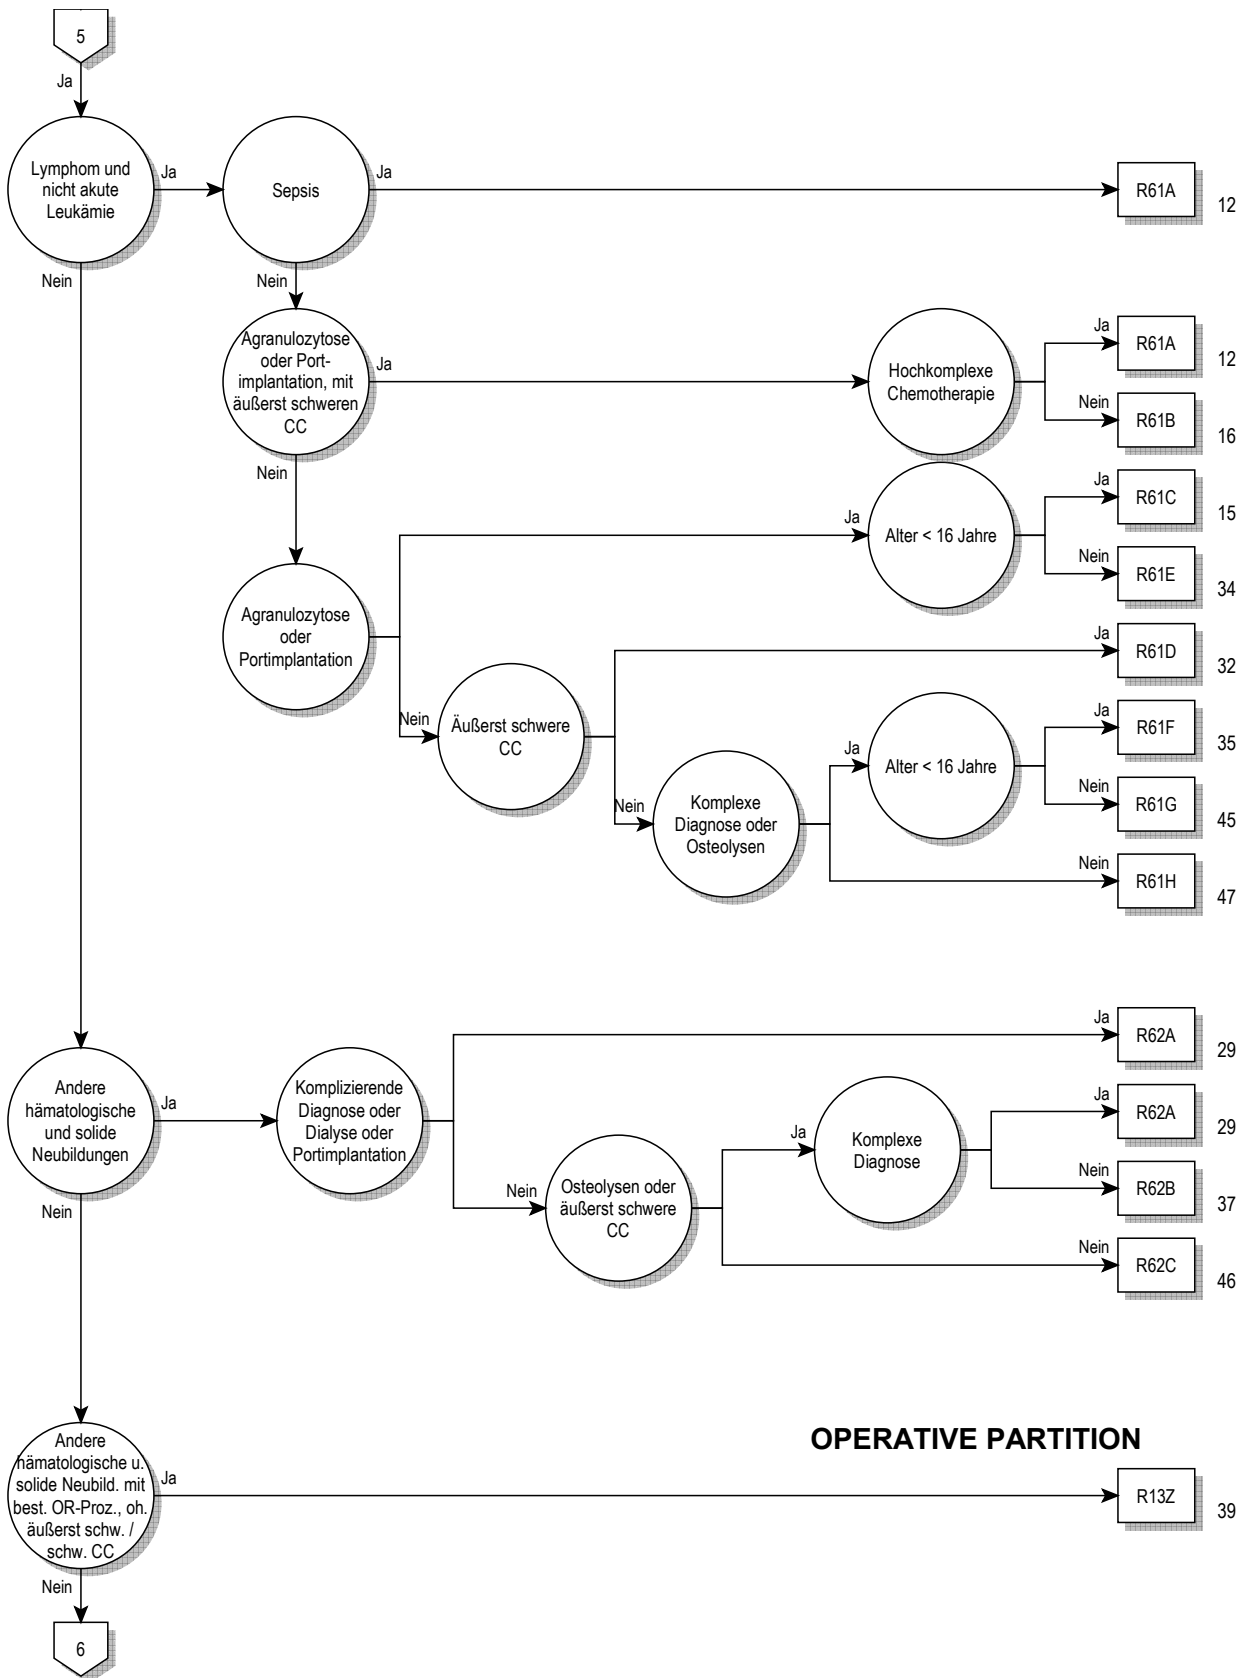 5
Ja
Lymphom und
nicht akute
Leukämie
Ja
Sepsis
Ja
R61A
12
Nein
Nein
Agranulozytose
oder Port-
implantation, mit
äußerst schweren
CC
Ja
Hochkomplexe
Chemotherapie
Ja
R61A
12
Nein
R61B
16
Nein
Agranulozytose
oder
Portimplantation
Ja
Alter < 16 Jahre
Ja
R61C
15
Nein
R61E
34
Nein
Äußerst schwere
CC
Ja
R61D
32
Nein
Komplexe
Diagnose oder
Osteolysen
Ja
Alter < 16 Jahre
Ja
R61F
35
Nein
R61G
45
Nein
R61H
47
Andere
hämatologische
und solide
Neubildungen
Ja
Komplizierende
Diagnose oder
Dialyse oder
Portimplantation
Ja
R62A
29
Nein
Osteolysen oder
äußerst schwere
CC
Ja
Komplexe
Diagnose
Ja
R62A
29
Nein
R62B
37
Nein
R62C
46
Nein
OPERATIVE PARTITION
Andere
hämatologische u.
solide Neubild. mit
best. OR-Proz., oh.
äußerst schw. /
schw. CC
Ja
R13Z
39
Nein
6